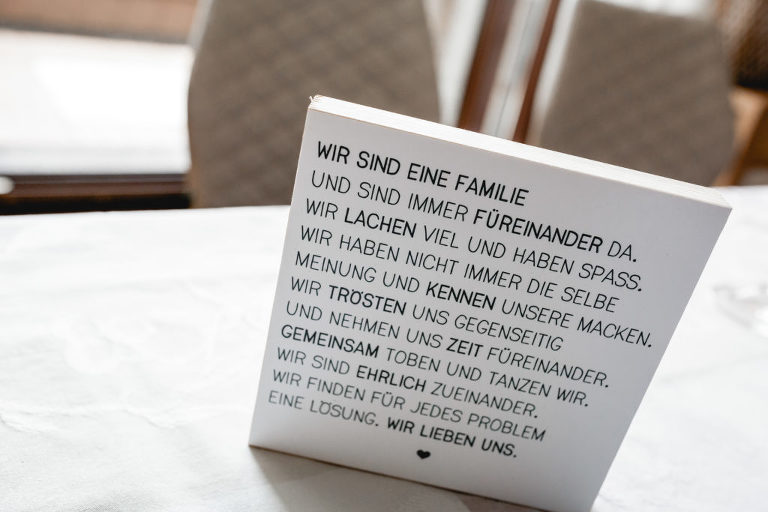 WIR SIND EINE FAMILIE
UND SIND IMMER FÜREINANDER DA.
WIR LACHEN VIEL UND HABEN SPASS.
WIR HABEN NICHT IMMER DIE SELBE
MEINUNG UND KENNEN UNSERE MACKEN.
WIR TRÖSTEN UNS GEGENSEITIG
UND NEHMEN UNS ZEIT FÜREINANDER.
GEMEINSAM TOBEN UND TANZEN WIR.
WIR SIND EHRLICH ZUEINANDER.
WIR FINDEN FÜR JEDES PROBLEM
EINE LÖSUNG. WIR LIEBEN UNS.